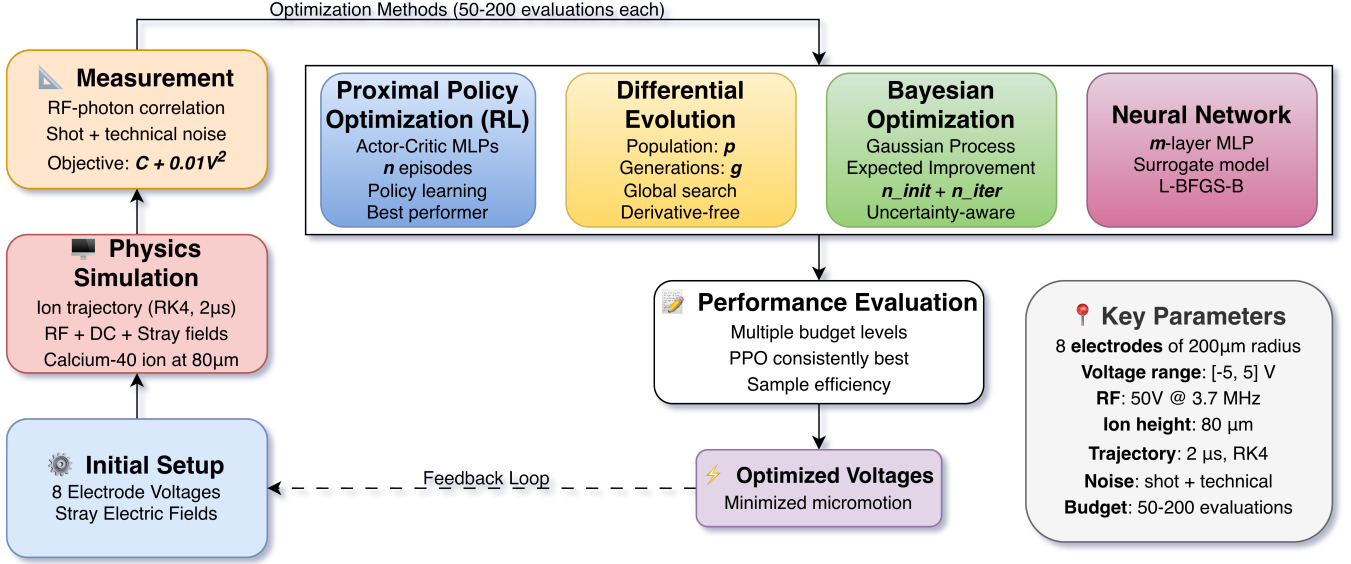 Optimization Methods (50-200 evaluations each)
Measurement
RF-photon correlation
Shot + technical noise
Objective: C + 0.01V²
Physics
Simulation
Ion trajectory (RK4, 2µs)
RF + DC + Stray fields
Calcium-40 ion at 80µm
Initial Setup
8 Electrode Voltages
Stray Electric Fields
Proximal Policy
Optimization (RL)
Actor-Critic MLPs
n episodes
Policy learning
Best performer
Differential
Evolution
Population: p
Generations: g
Global search
Derivative-free
Bayesian
Optimization
Gaussian Process
Expected Improvement
n_init + n_iter
Uncertainty-aware
Neural Network
m-layer MLP
Surrogate model
L-BFGS-B
Performance Evaluation
Multiple budget levels
PPO consistently best
Sample efficiency
Optimized Voltages
Minimized micromotion
Feedback Loop
Key Parameters
8 electrodes of 200µm radius
Voltage range: [-5, 5] V
RF: 50V @ 3.7 MHz
Ion height: 80 µm
Trajectory: 2 µs, RK4
Noise: shot + technical
Budget: 50-200 evaluations